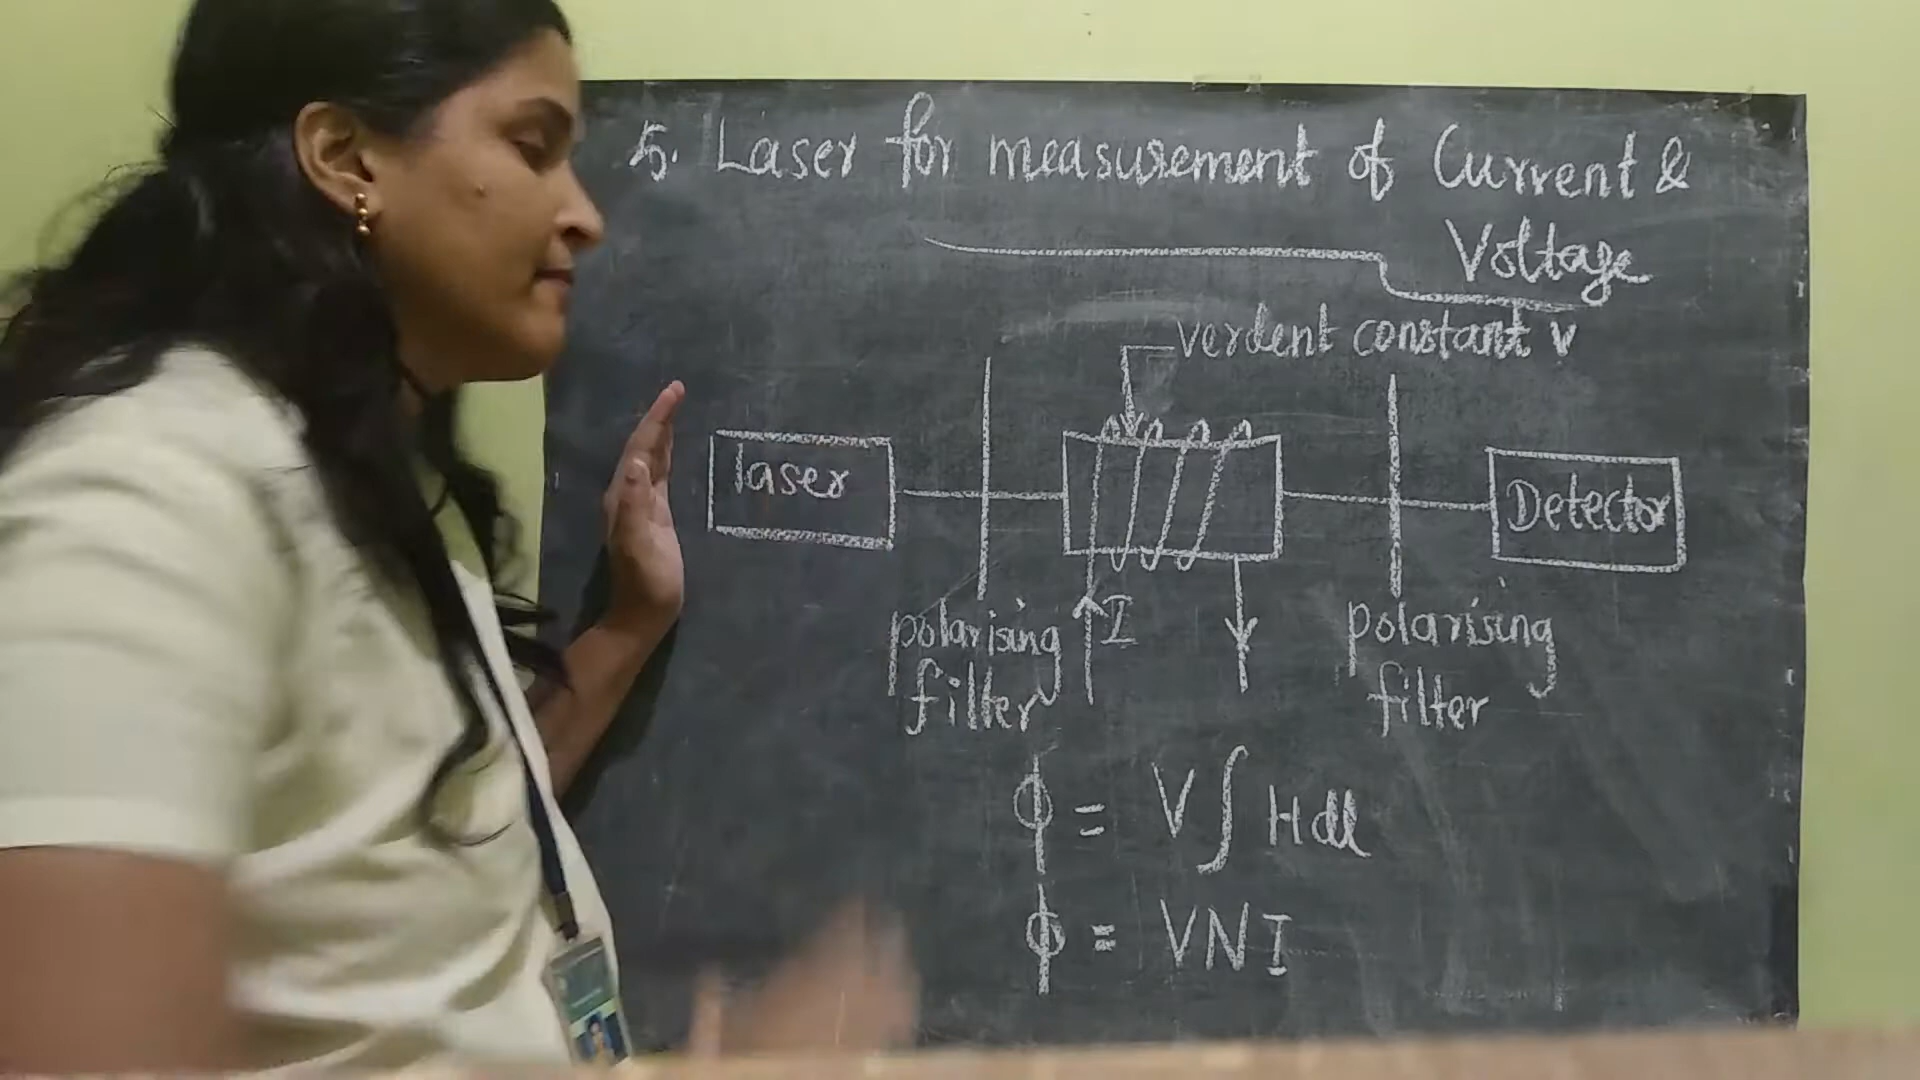 5. Laser for measurement of Current &
Voltage
verdent constant v
laser
Detector
I
polarising
filter
polarising
filter
ϕ = V∫ Hdl
ϕ = VNI